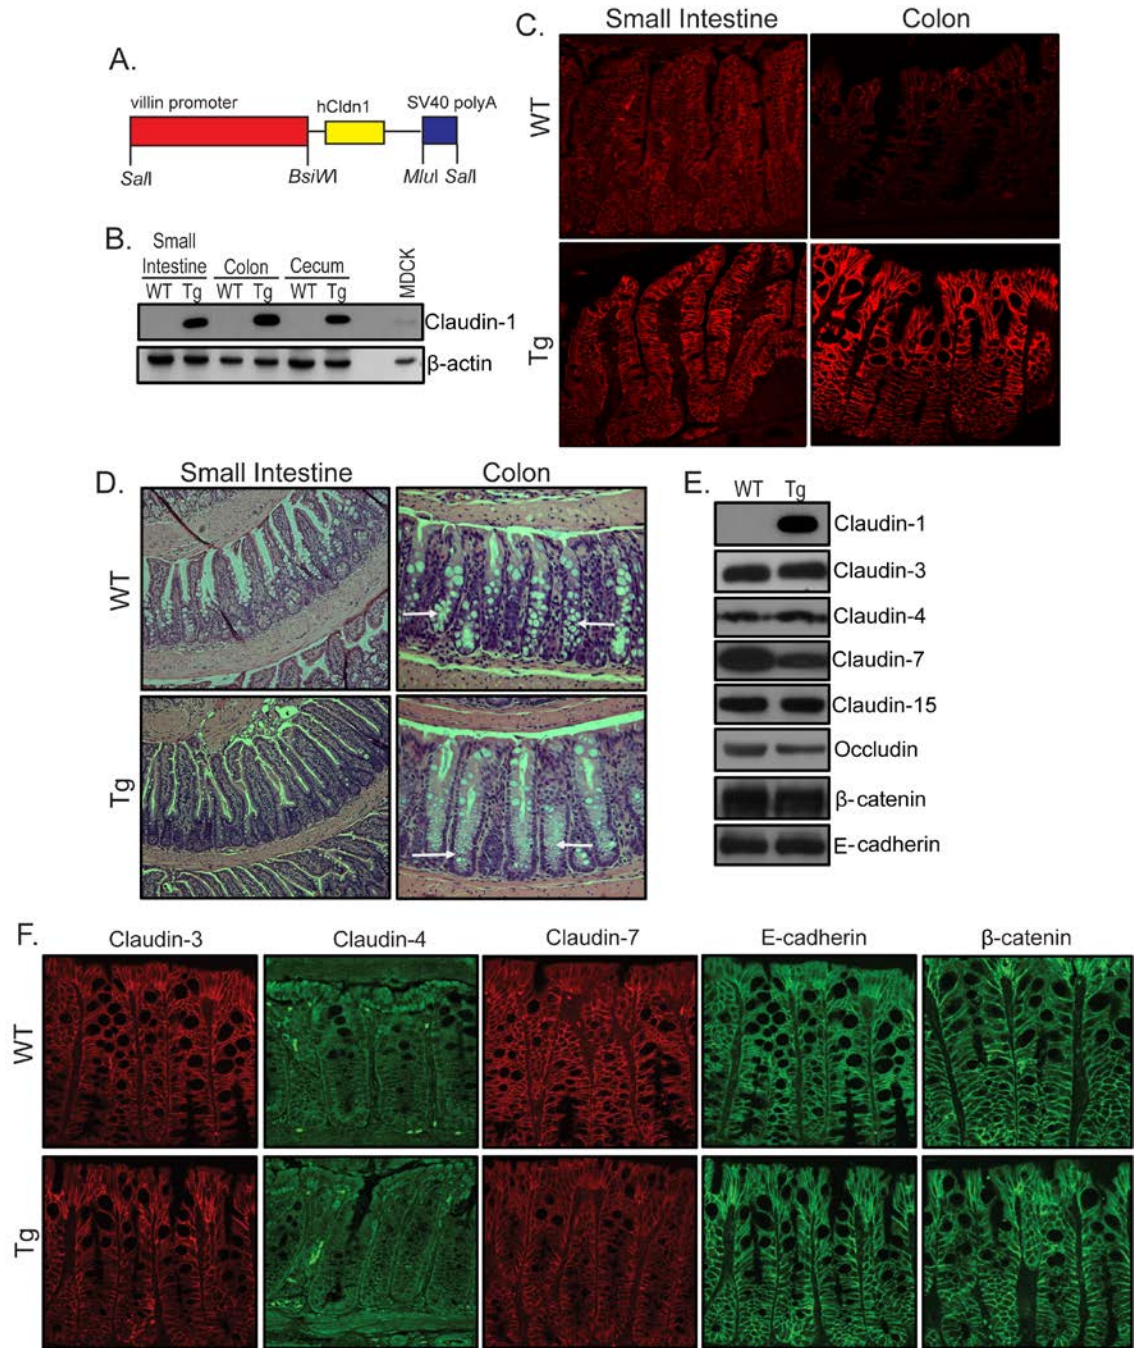 A.
villin promoter hCldn1 SV40 polyA
SalI BsiWI MluI SalI
B.
Small
Intestine Colon Cecum MDCK
WT Tg WT Tg WT Tg
Claudin-1
β-actin
C.
Small Intestine Colon
WT
Tg
D.
Small Intestine Colon
WT
Tg
E.
WT Tg
Claudin-1
Claudin-3
Claudin-4
Claudin-7
Claudin-15
Occludin
β-catenin
E-cadherin
F.
Claudin-3 Claudin-4 Claudin-7 E-cadherin β-catenin
WT
Tg